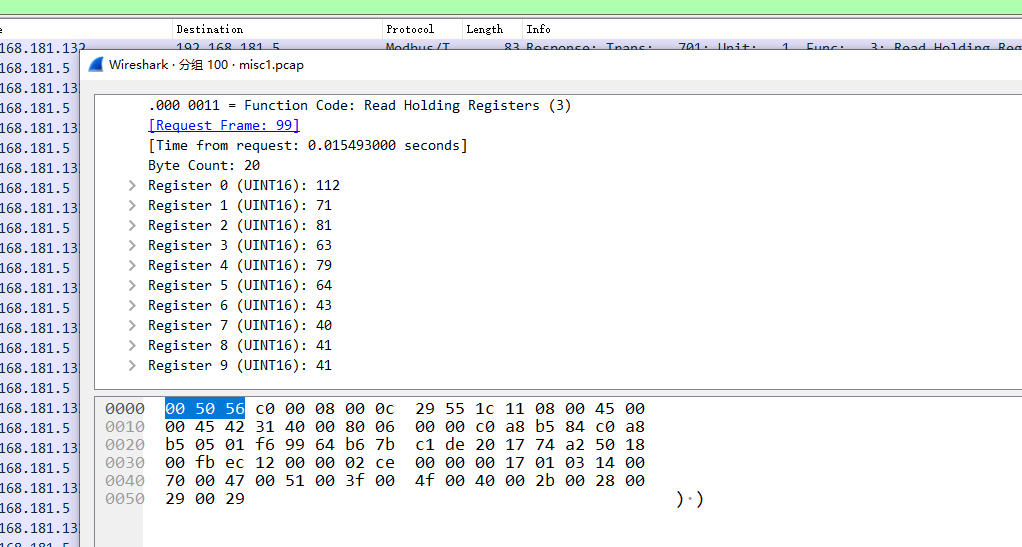 Destination Protocol Length Info
168.181.132 192.168.181.5 Modbus/T 83 Response: Trans: 701; Unit: 1, Func: 3: Read Holding Reg
168.181.5
Wireshark · 分组 100 · misc1.pcap
168.181.13
168.181.5
.000 0011 = Function Code: Read Holding Registers (3)
168.181.13
[Request Frame: 99]
168.181.5
[Time from request: 0.015493000 seconds]
168.181.13
Byte Count: 20
168.181.5
Register 0 (UINT16): 112
168.181.13
Register 1 (UINT16): 71
168.181.5
Register 2 (UINT16): 81
168.181.13
Register 3 (UINT16): 63
168.181.5
Register 4 (UINT16): 79
168.181.13
Register 5 (UINT16): 64
168.181.5
Register 6 (UINT16): 43
168.181.13
Register 7 (UINT16): 40
168.181.5
Register 8 (UINT16): 41
168.181.13
Register 9 (UINT16): 41
168.181.5
168.181.13
0000 00 50 56 c0 00 08 00 0c 29 55 1c 11 08 00 45 00
168.181.5
0010 00 45 42 31 40 00 80 06 00 00 c0 a8 b5 84 c0 a8
168.181.13
0020 b5 05 01 f6 99 64 b6 7b c1 de 20 17 74 a2 50 18
168.181.5
0030 00 fb ec 12 00 00 02 ce 00 00 00 17 01 03 14 00
168.181.13
0040 70 00 47 00 51 00 3f 00 4f 00 40 00 2b 00 28 00
168.181.5
0050 29 00 29 )·)
168.181.13